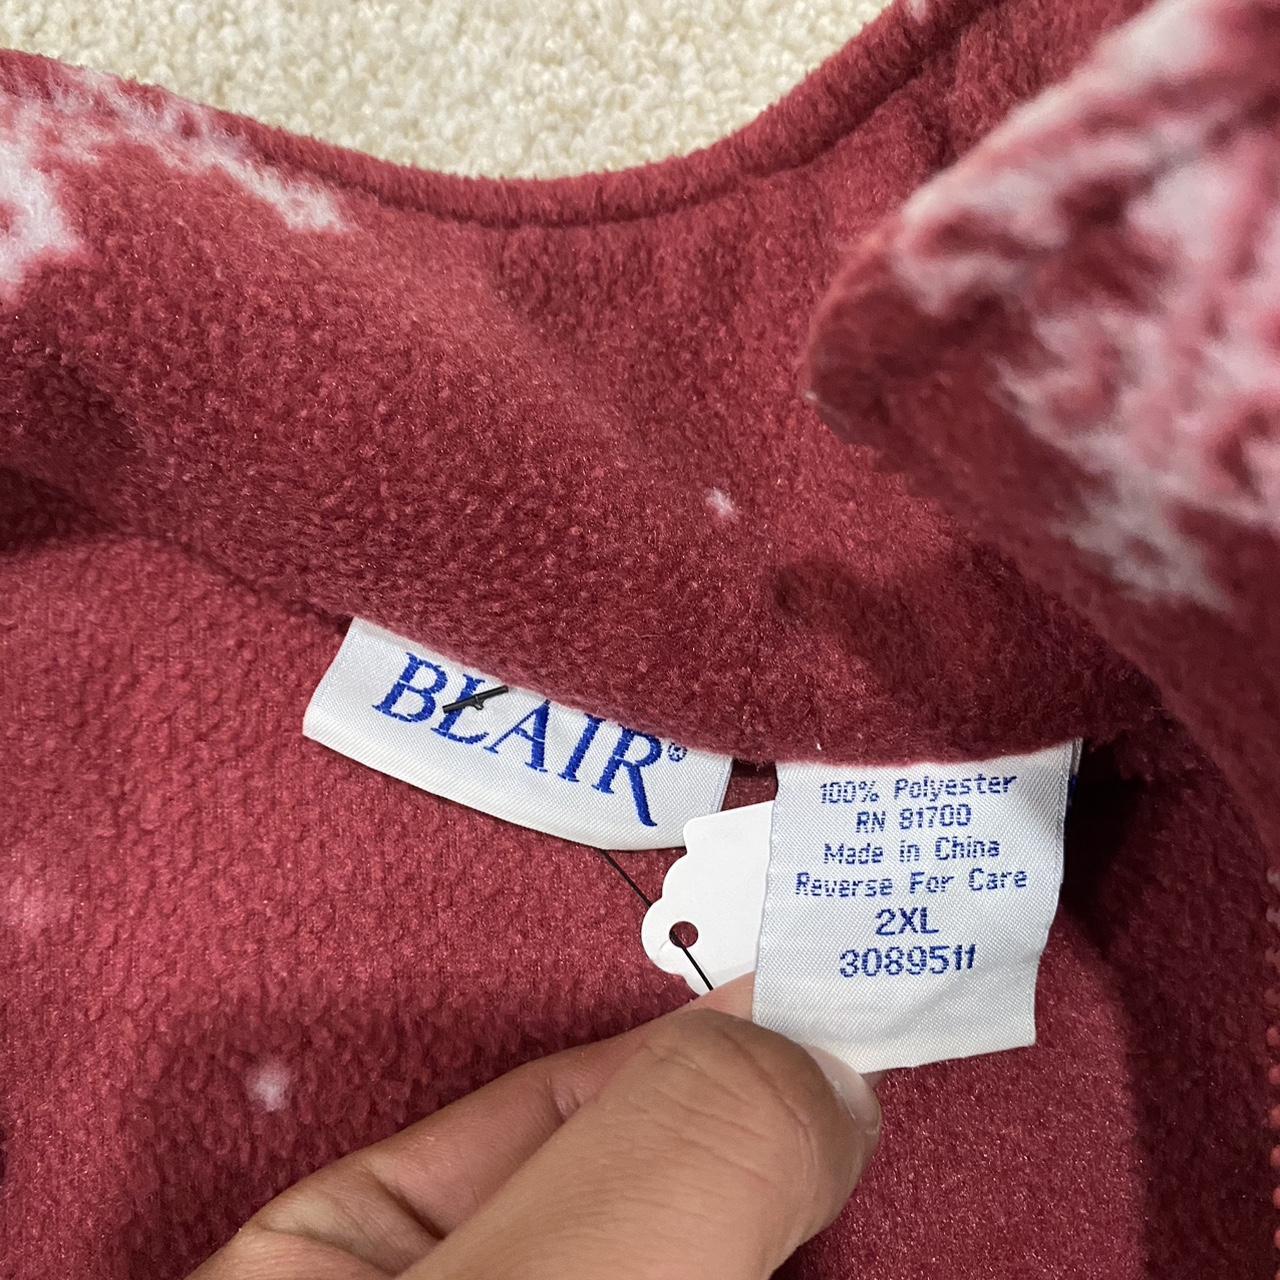 BLAIR®
100% Polyester
RN 81700
Made in China
Reverse For Care
2XL
3089511